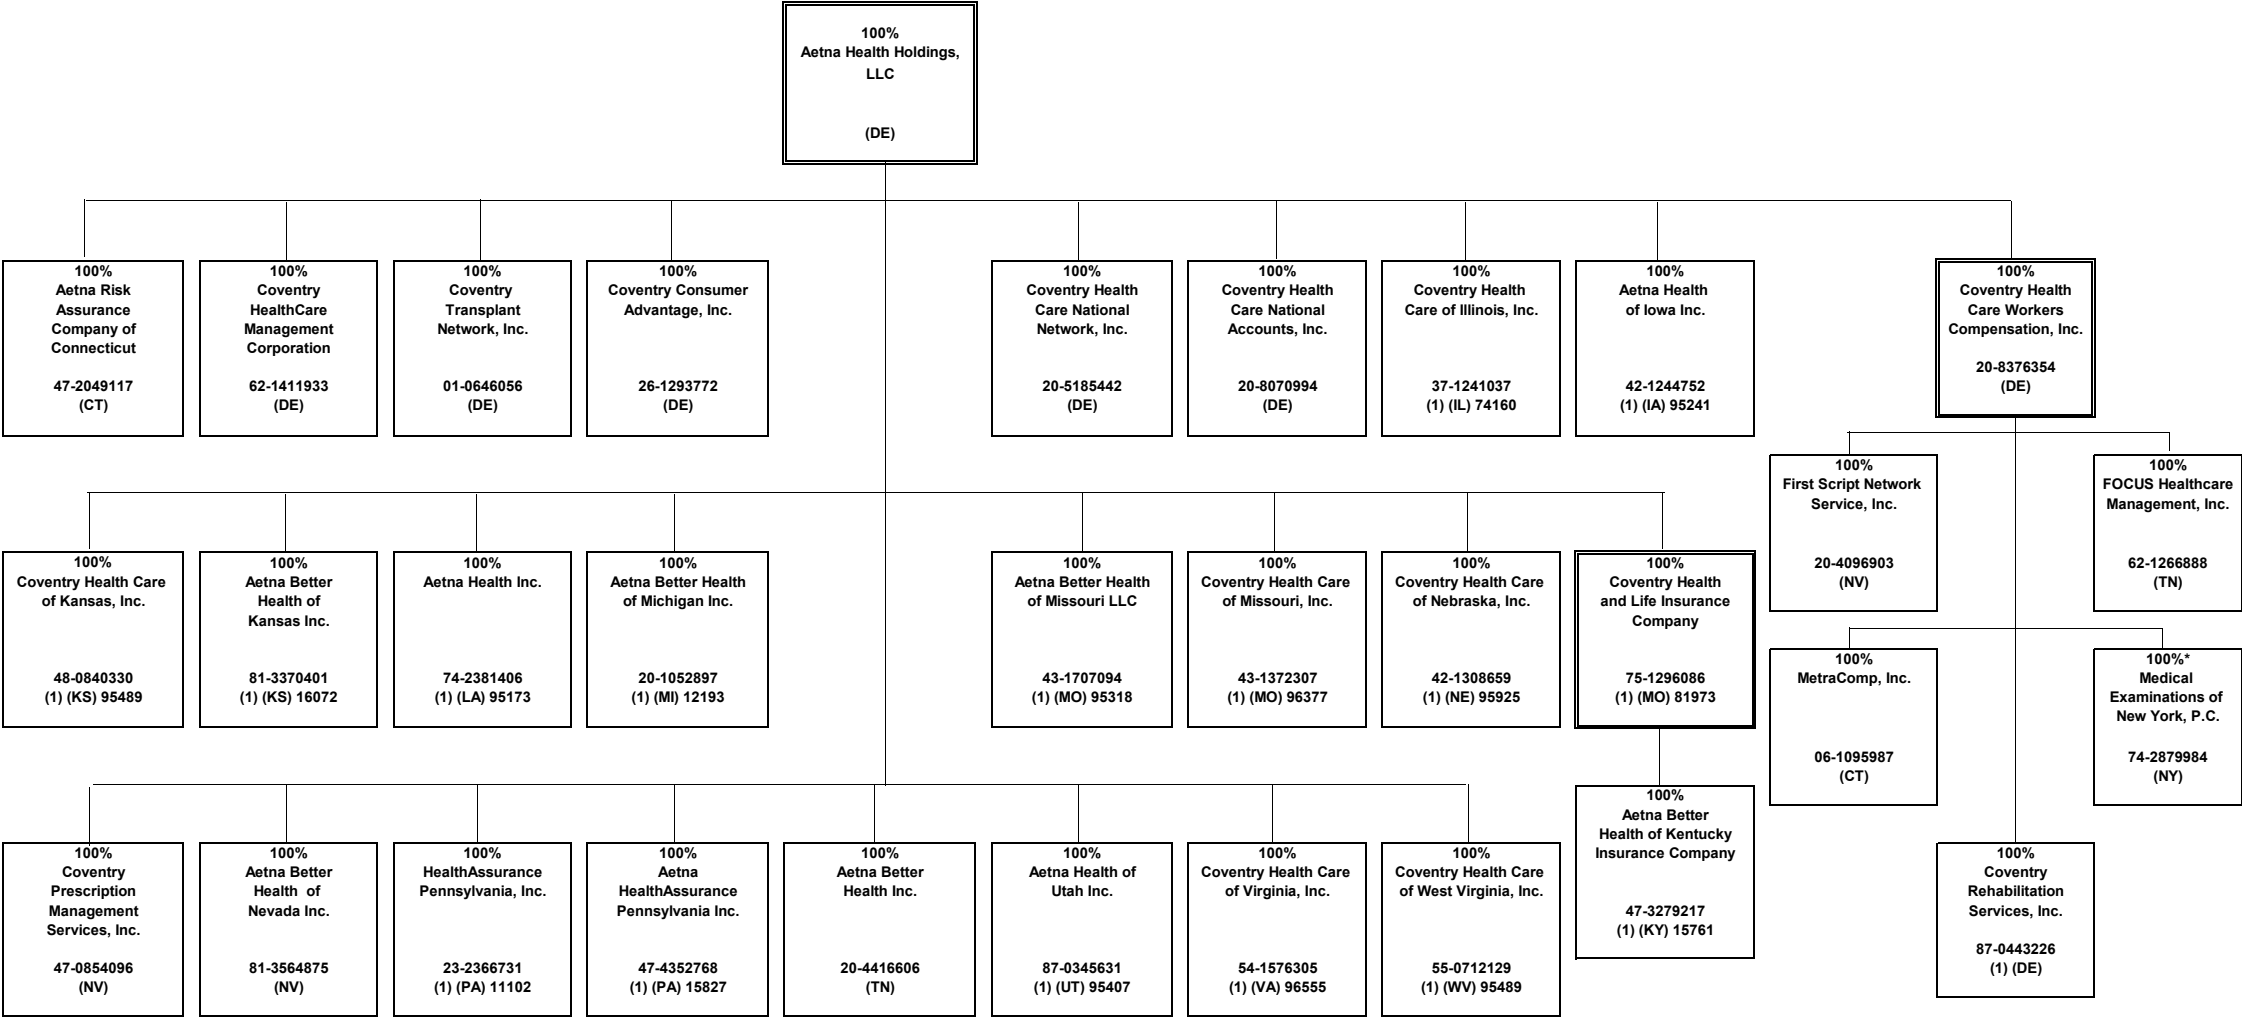 100%
Aetna Health Holdings,
LLC
(DE)
100%
Aetna Risk
Assurance
Company of
Connecticut
47-2049117
(CT)
100%
Coventry
HealthCare
Management
Corporation
62-1411933
(DE)
100%
Coventry
Transplant
Network, Inc.
01-0646056
(DE)
100%
Coventry Consumer
Advantage, Inc.
26-1293772
(DE)
100%
Coventry Health
Care National
Network, Inc.
20-5185442
(DE)
100%
Coventry Health
Care National
Accounts, Inc.
20-8070994
(DE)
100%
Coventry Health
Care of Illinois, Inc.
37-1241037
(1) (IL) 74160
100%
Aetna Health
of Iowa Inc.
42-1244752
(1) (IA) 95241
100%
Coventry Health
Care Workers
Compensation, Inc.
20-8376354
(DE)
100%
First Script Network
Service, Inc.
20-4096903
(NV)
100%
FOCUS Healthcare
Management, Inc.
62-1266888
(TN)
100%
Coventry Health Care
of Kansas, Inc.
48-0840330
(1) (KS) 95489
100%
Aetna Better
Health of
Kansas Inc.
81-3370401
(1) (KS) 16072
100%
Aetna Health Inc.
74-2381406
(1) (LA) 95173
100%
Aetna Better Health
of Michigan Inc.
20-1052897
(1) (MI) 12193
100%
Aetna Better Health
of Missouri LLC
43-1707094
(1) (MO) 95318
100%
Coventry Health Care
of Missouri, Inc.
43-1372307
(1) (MO) 96377
100%
Coventry Health Care
of Nebraska, Inc.
42-1308659
(1) (NE) 95925
100%
Coventry Health
and Life Insurance
Company
75-1296086
(1) (MO) 81973
100%
MetraComp, Inc.
06-1095987
(CT)
100%*
Medical
Examinations of
New York, P.C.
74-2879984
(NY)
100%
Coventry
Prescription
Management
Services, Inc.
47-0854096
(NV)
100%
Aetna Better
Health of
Nevada Inc.
81-3564875
(NV)
100%
HealthAssurance
Pennsylvania, Inc.
23-2366731
(1) (PA) 11102
100%
Aetna
HealthAssurance
Pennsylvania Inc.
47-4352768
(1) (PA) 15827
100%
Aetna Better
Health Inc.
20-4416606
(TN)
100%
Aetna Health of
Utah Inc.
87-0345631
(1) (UT) 95407
100%
Coventry Health Care
of Virginia, Inc.
54-1576305
(1) (VA) 96555
100%
Coventry Health Care
of West Virginia, Inc.
55-0712129
(1) (WV) 95489
100%
Aetna Better
Health of Kentucky
Insurance Company
47-3279217
(1) (KY) 15761
100%
Coventry
Rehabilitation
Services, Inc.
87-0443226
(1) (DE)